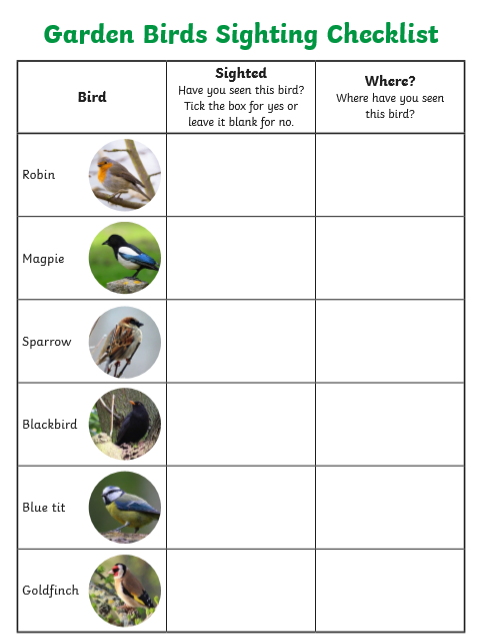 Garden Birds Sighting Checklist
Bird
Sighted
Have you seen this bird?
Tick the box for yes or
leave it blank for no.
Where?
Where have you seen
this bird?
Robin
Magpie
Sparrow
Blackbird
Blue tit
Goldfinch